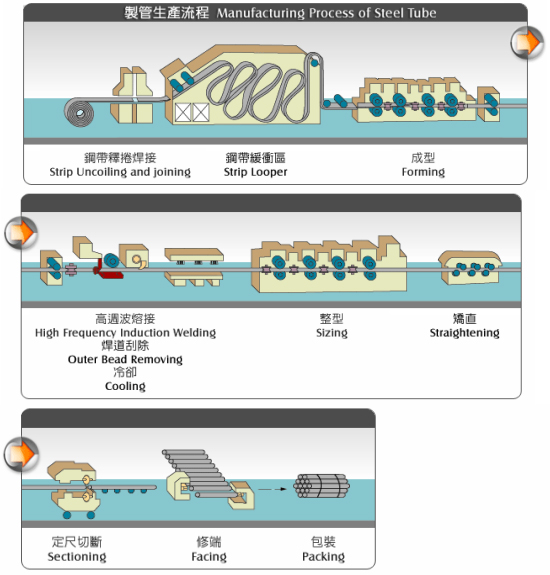 製管生產流程 Manufacturing Process of Steel Tube
鋼帶釋捲焊接
Strip Uncoiling and joining
鋼帶緩衝區
Strip Looper
成型
Forming
高週波熔接
High Frequency Induction Welding
焊道刮除
Outer Bead Removing
冷卻
Cooling
整型
Sizing
矯直
Straightening
定尺切斷
Sectioning
修端
Facing
包裝
Packing